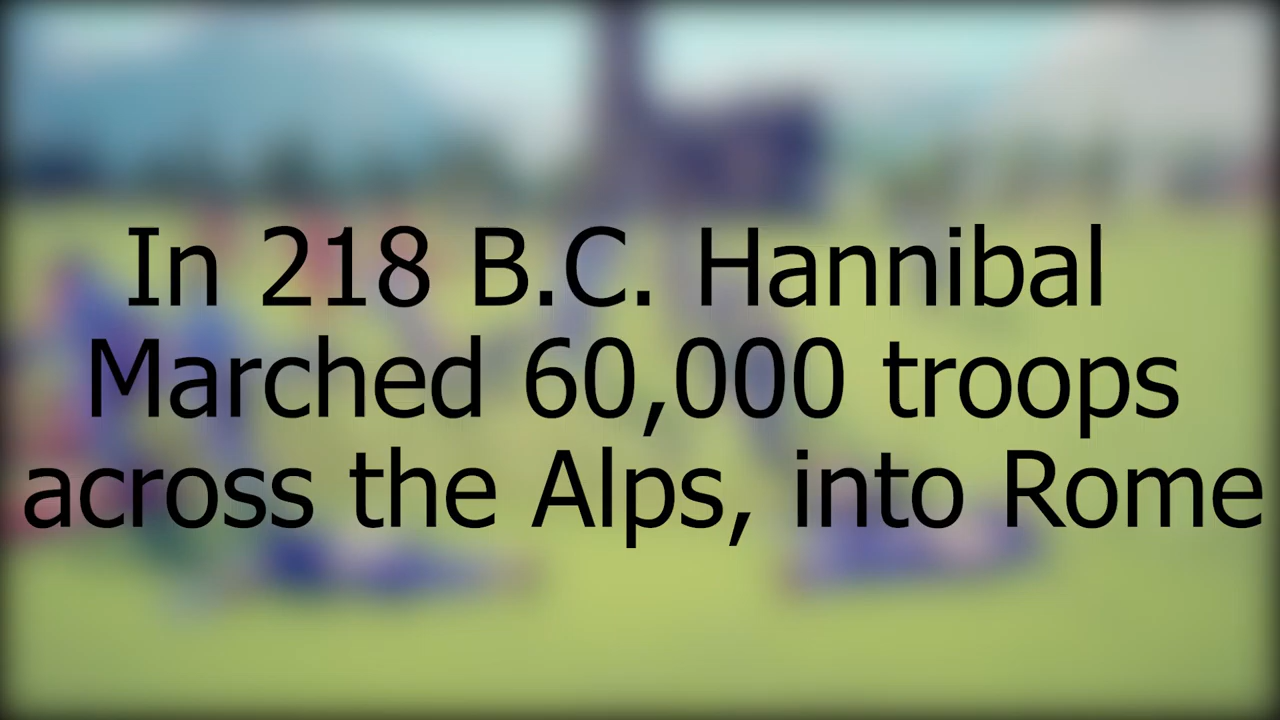 In 218 B.C. Hannibal
Marched 60,000 troops
across the Alps, into Rome